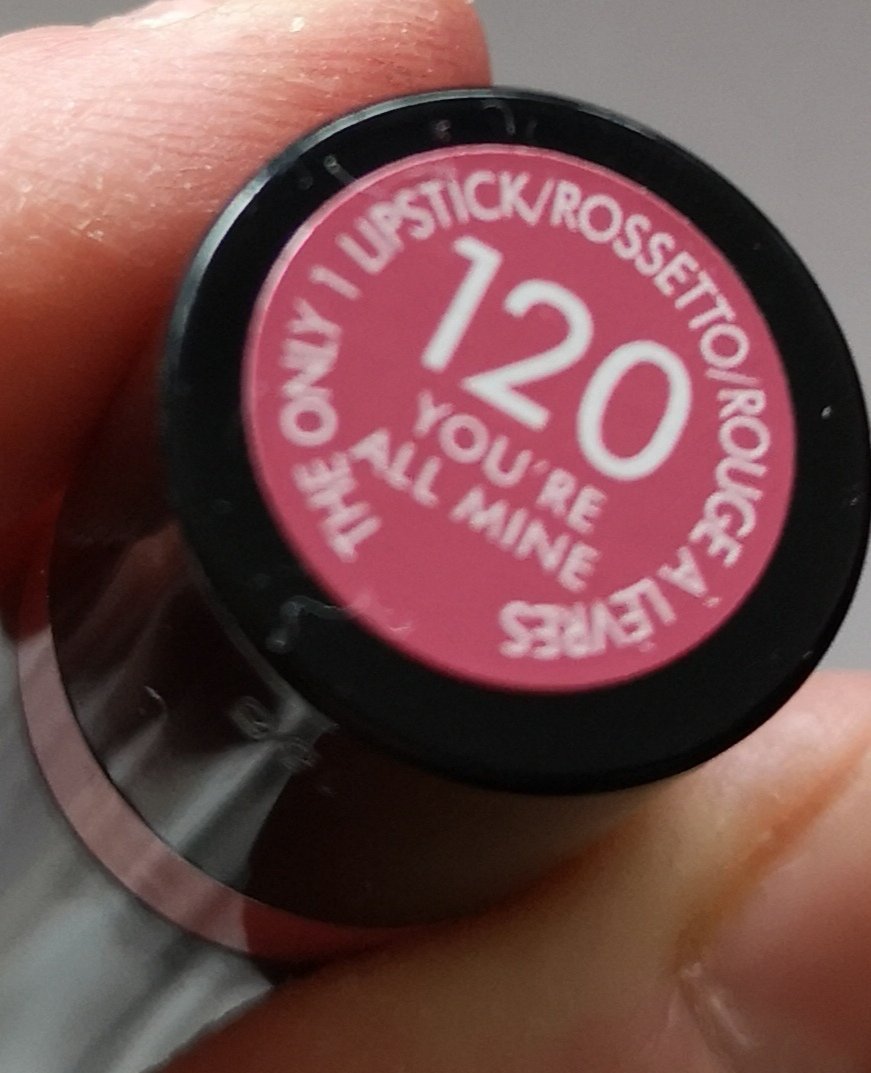 THE ONLY 1 LIPSTICK/ROSSETTO/ROUGE À LÈVRES
120
YOU'RE
ALL MINE